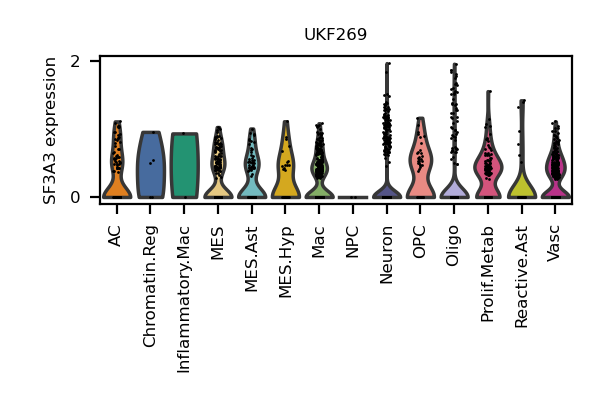 UKF269
SF3A3 expression
2
0
AC
Chromatin.Reg
Inflammatory.Mac
MES
MES.Ast
MES.Hyp
Mac
NPC
Neuron
OPC
Oligo
Prolif.Metab
Reactive.Ast
Vasc